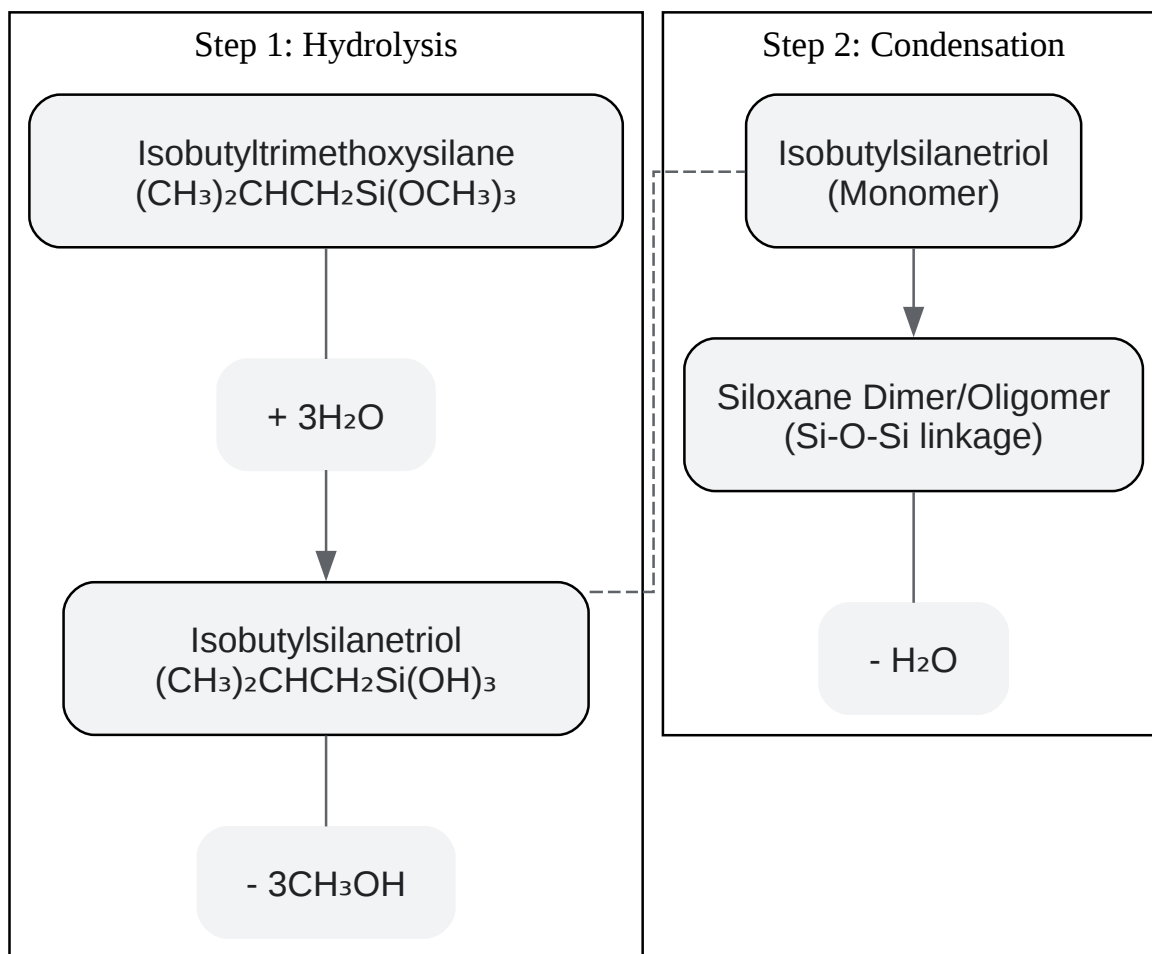 Step 1: Hydrolysis
Isobutyltrimethoxysilane
(CH₃)₂CHCH₂Si(OCH₃)₃
+ 3H₂O
Isobutylsilanetriol
(CH₃)₂CHCH₂Si(OH)₃
- 3CH₃OH
Step 2: Condensation
Isobutylsilanetriol
(Monomer)
Siloxane Dimer/Oligomer
(Si-O-Si linkage)
- H₂O